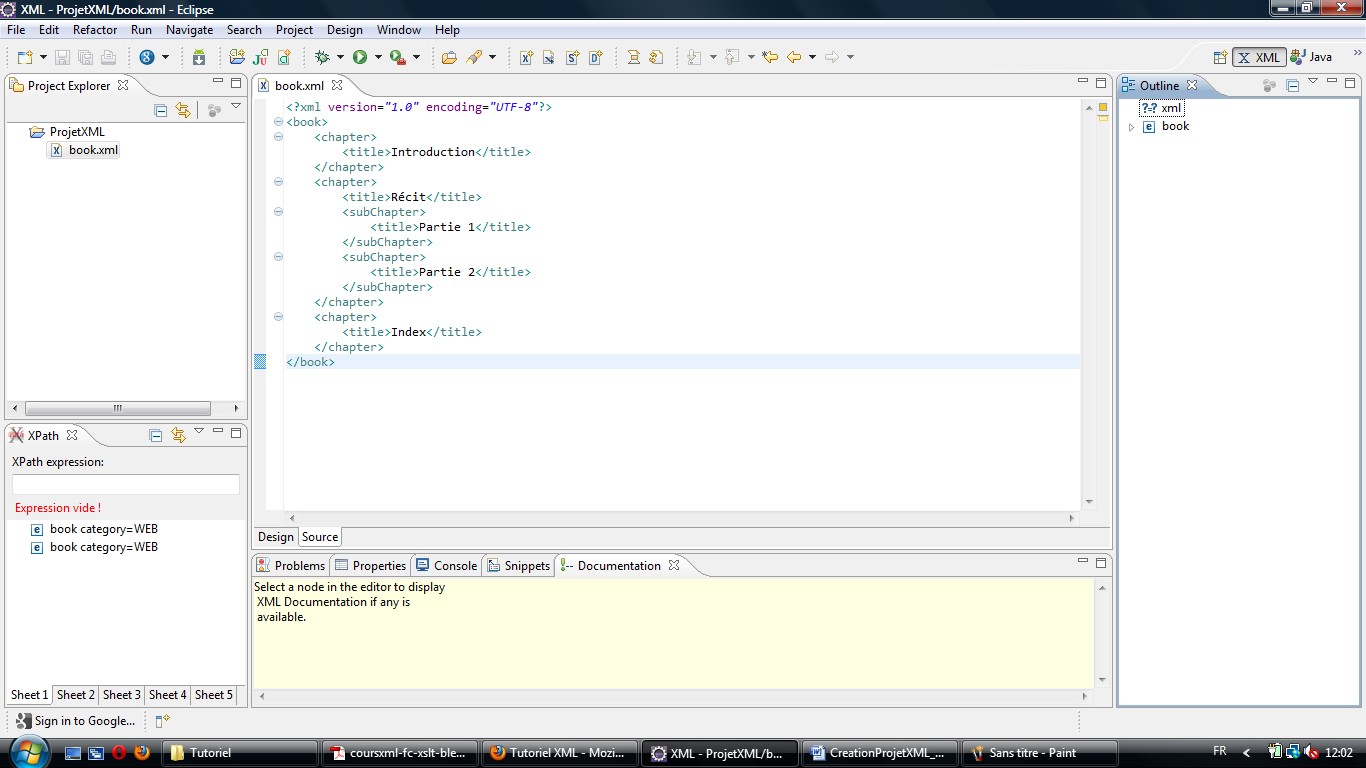 XML - ProjetXML/book.xml - Eclipse
File Edit Refactor Run Navigate Search Project Design Window Help
XML Java
Project Explorer
ProjetXML
book.xml
XPath
XPath expression:
Expression vide !
book category=WEB
book category=WEB
Sheet 1 Sheet 2 Sheet 3 Sheet 4 Sheet 5
book.xml
<?xml version="1.0" encoding="UTF-8"?>
<book>
    <chapter>
        <title>Introduction</title>
    </chapter>
    <chapter>
        <title>Récit</title>
        <subChapter>
            <title>Partie 1</title>
        </subChapter>
        <subChapter>
            <title>Partie 2</title>
        </subChapter>
    </chapter>
    <chapter>
        <title>Index</title>
    </chapter>
</book>
Design Source
Problems Properties Console Snippets Documentation
Select a node in the editor to display
XML Documentation if any is
available.
Outline
?=? xml
book
Sign in to Google...
Tutoriel coursxml-fc-xslt-ble... Tutoriel XML - Mozi... XML - ProjetXML/b... CreationProjetXML_... Sans titre - Paint FR 12:02